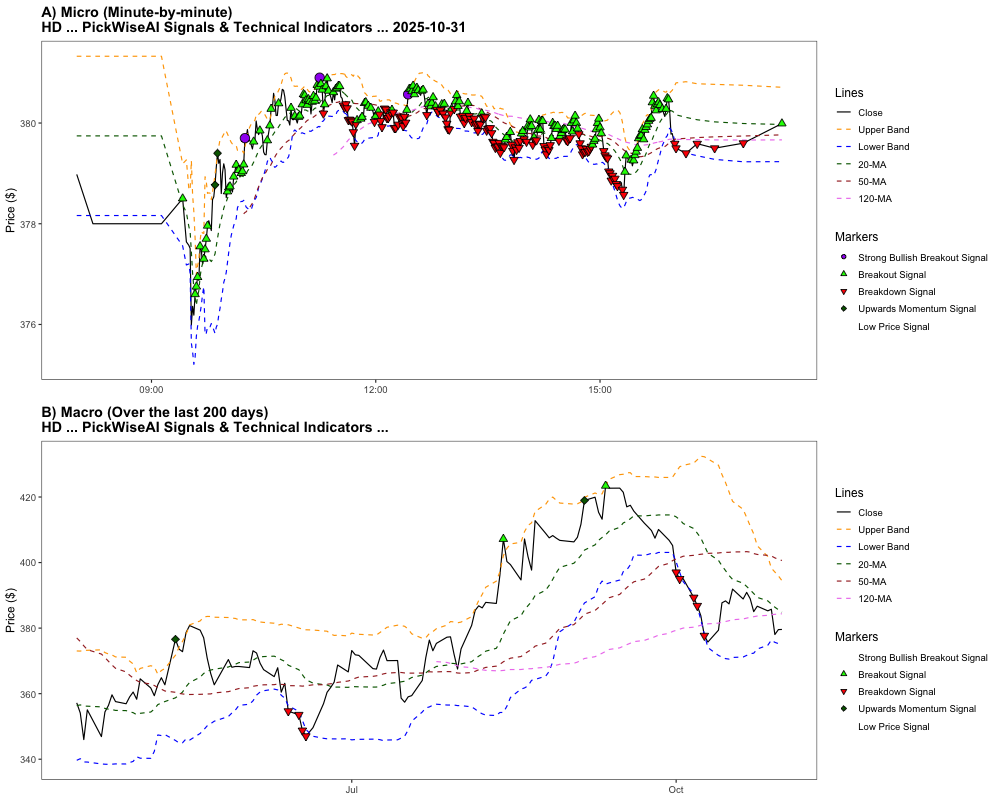 A) Micro (Minute-by-minute)
HD ... PickWiseAI Signals & Technical Indicators ... 2025-10-31
Price ($)
380
378
376
09:00
12:00
15:00
Lines
Close
Upper Band
Lower Band
20-MA
50-MA
120-MA
Markers
Strong Bullish Breakout Signal
Breakout Signal
Breakdown Signal
Upwards Momentum Signal
Low Price Signal
B) Macro (Over the last 200 days)
HD ... PickWiseAI Signals & Technical Indicators ...
Price ($)
420
400
380
360
340
Jul
Oct
Lines
Close
Upper Band
Lower Band
20-MA
50-MA
120-MA
Markers
Strong Bullish Breakout Signal
Breakout Signal
Breakdown Signal
Upwards Momentum Signal
Low Price Signal